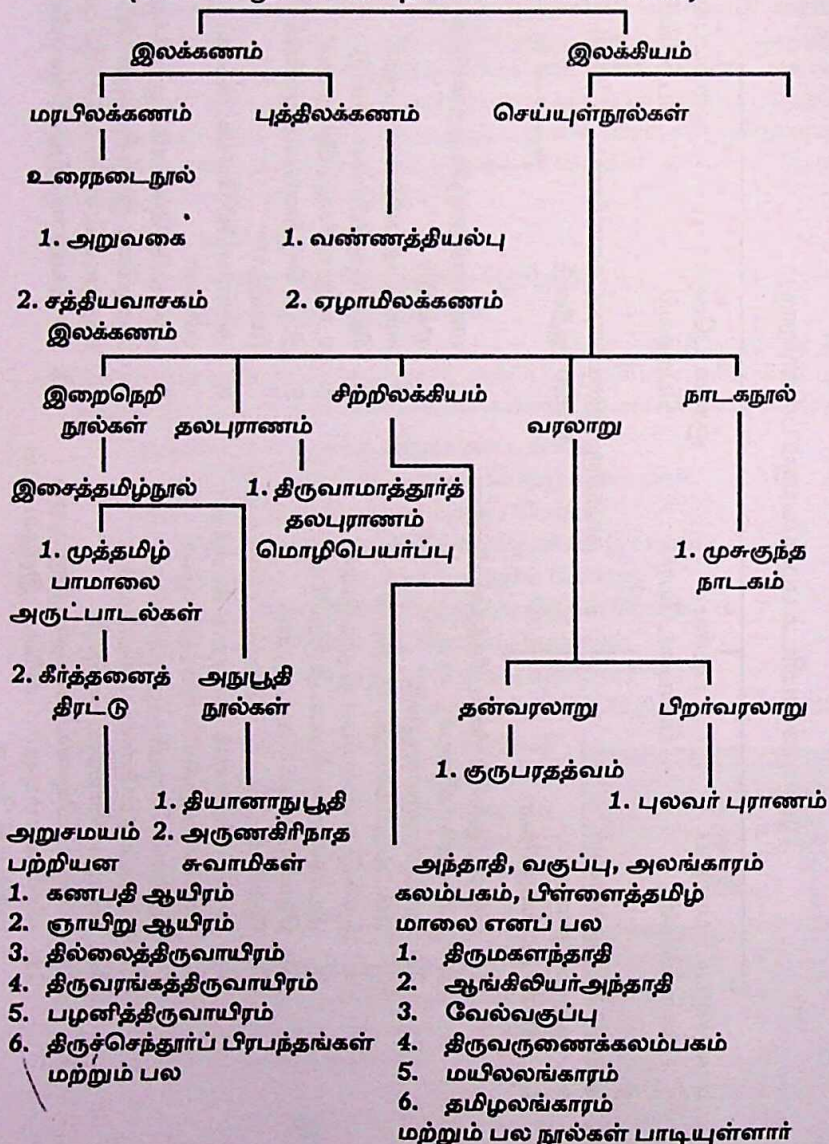 இலக்கணம் இலக்கியம்
மரபிலக்கணம் புத்திலக்கணம் செய்யுள்நூல்கள்
உரைநடைநூல்
1. அறுவகை 1. வண்ணத்தியல்பு
2. சத்தியவாசகம் 2. ஏழாமிலக்கணம்
இலக்கணம்
இறைநெறி சிற்றிலக்கியம் நாடகநூல்
நூல்கள் தலபுராணம் வரலாறு
இசைத்தமிழ்நூல் 1. திருவாமாத்தூர்த்
தலபுராணம்
மொழிபெயர்ப்பு
1. முத்தமிழ் 1. முசுகுந்த
பாமாலை நாடகம்
அருட்பாடல்கள்
2. கீர்த்தனைத் அநுபூதி
திரட்டு நூல்கள்
தன்வரலாறு பிறர்வரலாறு
1. குருபரதத்வம்
1. தியானாநுபூதி 1. புலவர் புராணம்
2. அருணகிரிநாத
சுவாமிகள்
அறுசமயம்
பற்றியன
1. கணபதி ஆயிரம்
2. ஞாயிறு ஆயிரம்
3. தில்லைத்திருவாயிரம்
4. திருவரங்கத்திருவாயிரம்
5. பழனித்திருவாயிரம்
6. திருச்செந்தூர்ப் பிரபந்தங்கள்
மற்றும் பல
அந்தாதி, வகுப்பு, அலங்காரம்
கலம்பகம், பிள்ளைத்தமிழ்
மாலை எனப் பல
1. திருமகளந்தாதி
2. ஆங்கிலியர்அந்தாதி
3. வேல்வகுப்பு
4. திருவருணைக்கலம்பகம்
5. மயிலலங்காரம்
6. தமிழலங்காரம்
மற்றும் பல நூல்கள் பாடியுள்ளார்